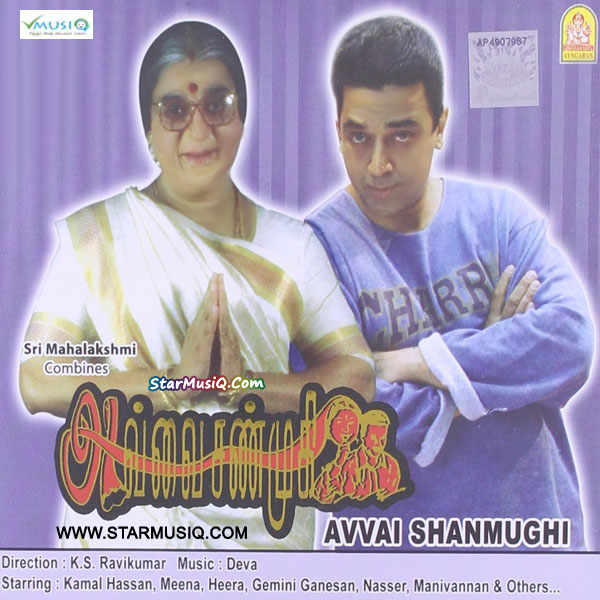 VMUSIQ
AP4907987
AYNGARAN
CHARR
Sri Mahalakshmi
Combines
StarMusiQ.Com
அவ்வை சண்முகி
WWW.STARMUSIQ.COM
AVVAI SHANMUGHI
Direction : K.S. Ravikumar Music : Deva
Starring : Kamal Hassan, Meena, Heera, Gemini Ganesan, Nasser, Manivannan & Others...